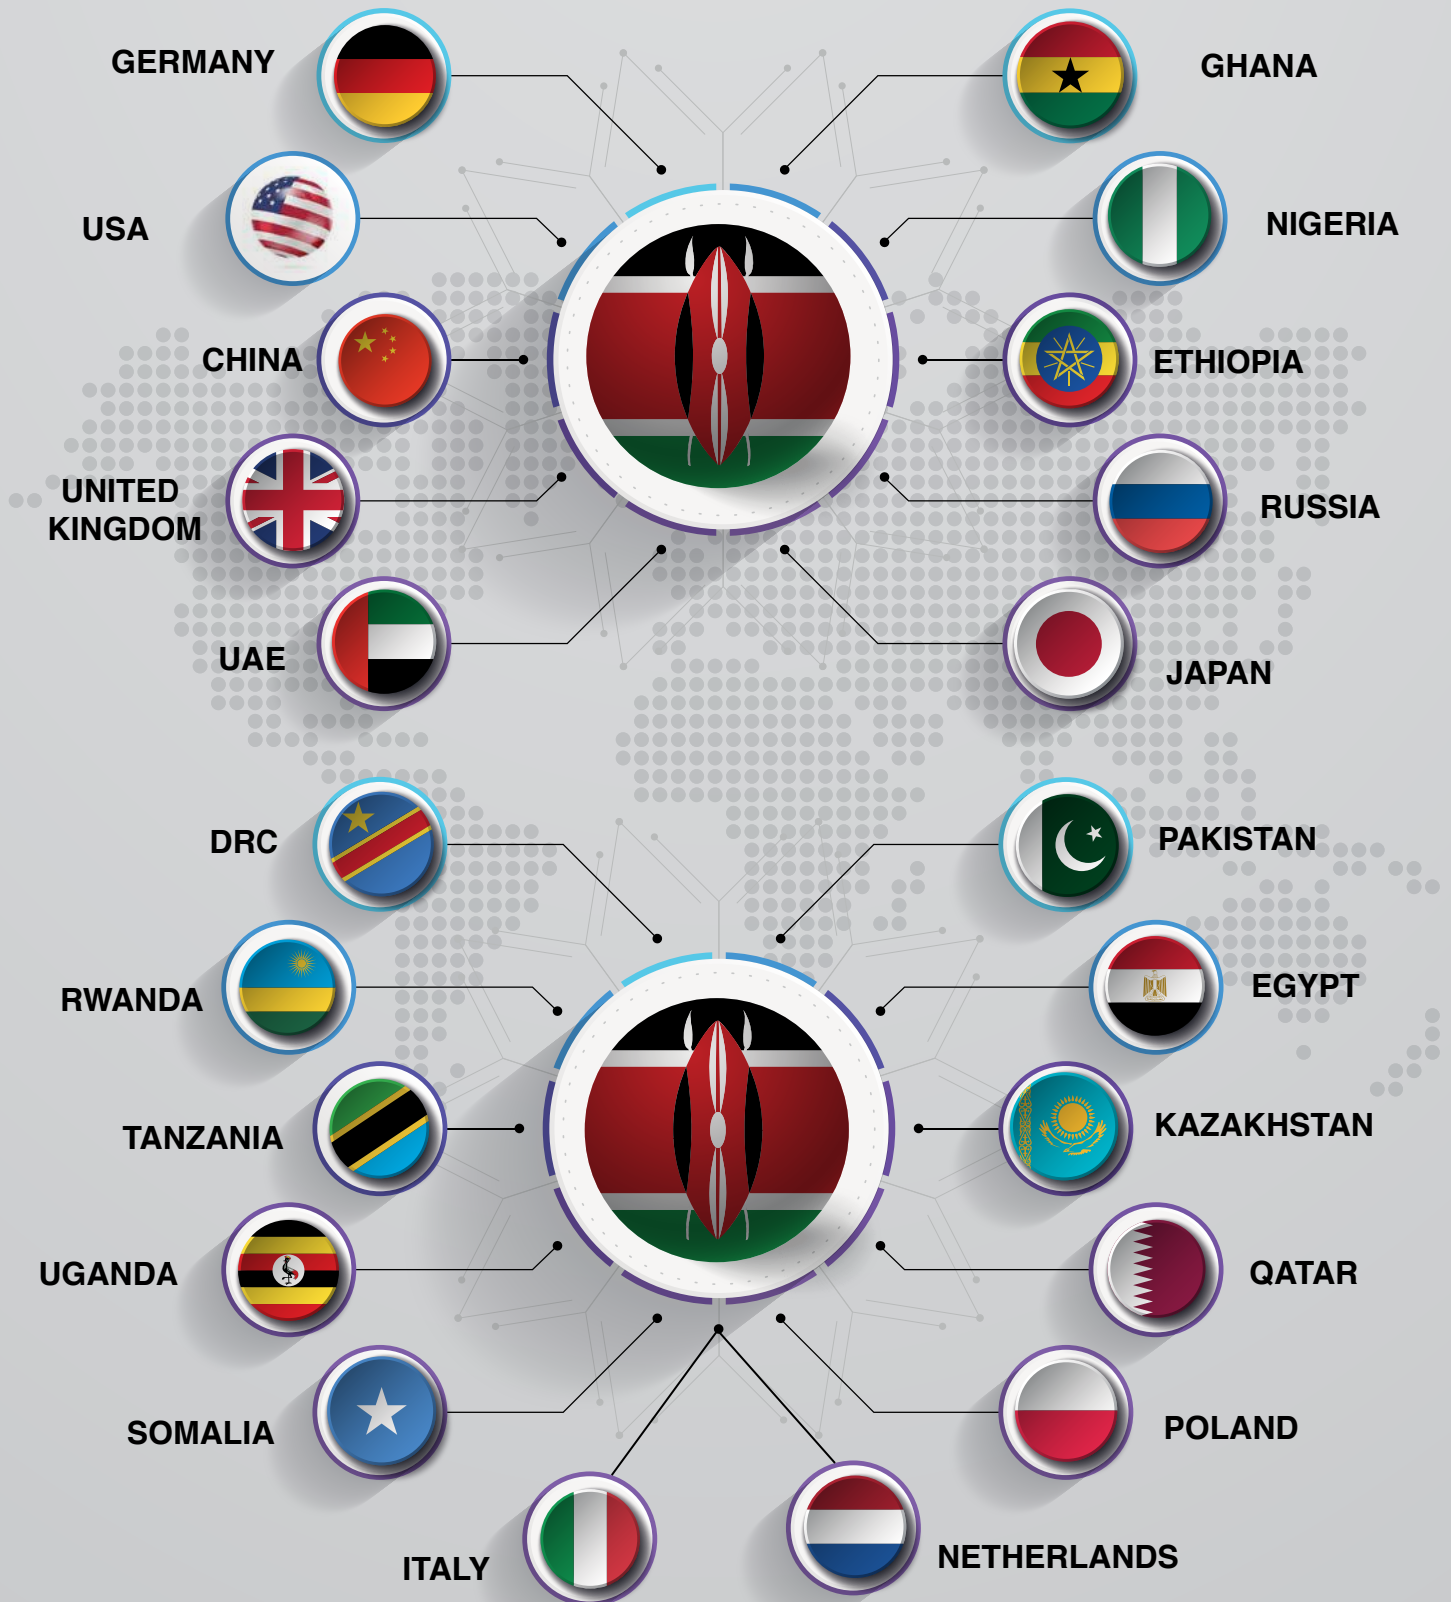 GERMANY
GHANA
USA
NIGERIA
CHINA
ETHIOPIA
UNITED
KINGDOM
RUSSIA
UAE
JAPAN
DRC
PAKISTAN
RWANDA
EGYPT
TANZANIA
KAZAKHSTAN
UGANDA
QATAR
SOMALIA
POLAND
ITALY
NETHERLANDS